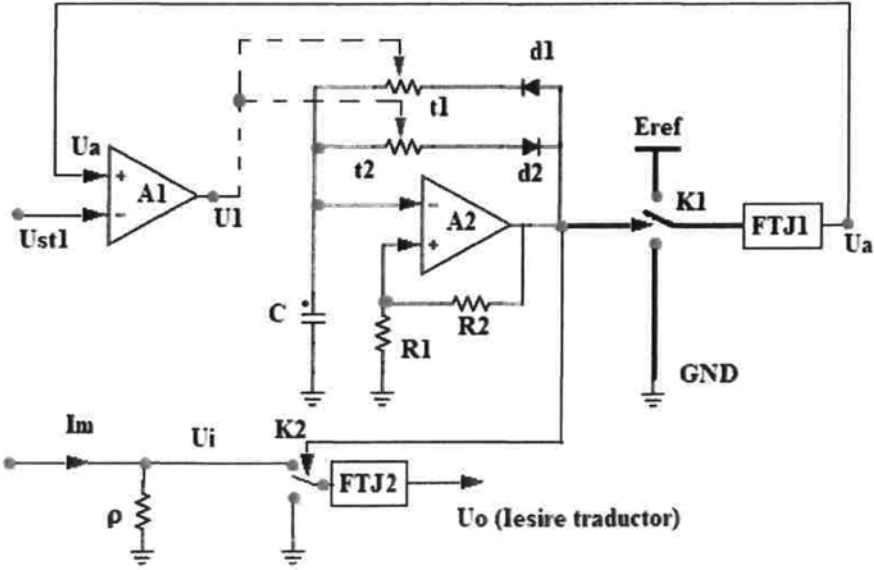 d1
t1
Eref
Ua
+
A1
-
U1
Ust1
t2
d2
K1
-
A2
+
FTJ1
Ua
C
R2
R1
GND
Im
Ui
K2
ρ
FTJ2
Uo (Iesire traductor)